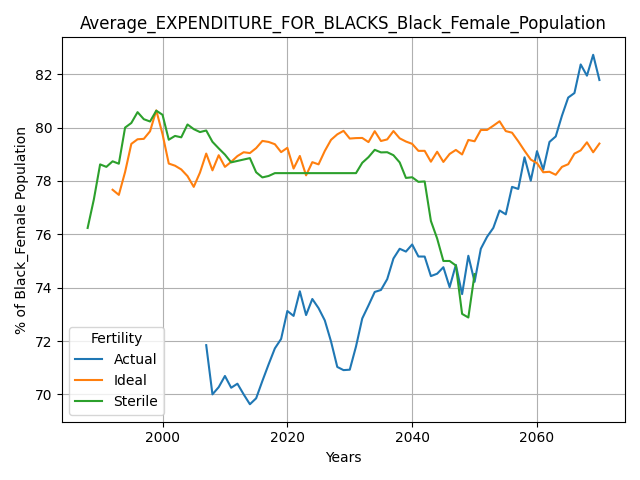 Average_EXPENDITURE_FOR_BLACKS_Black_Female_Population
% of Black_Female Population
82
80
78
76
74
72
70
Fertility
Actual
Ideal
Sterile
2000
2020
2040
2060
Years